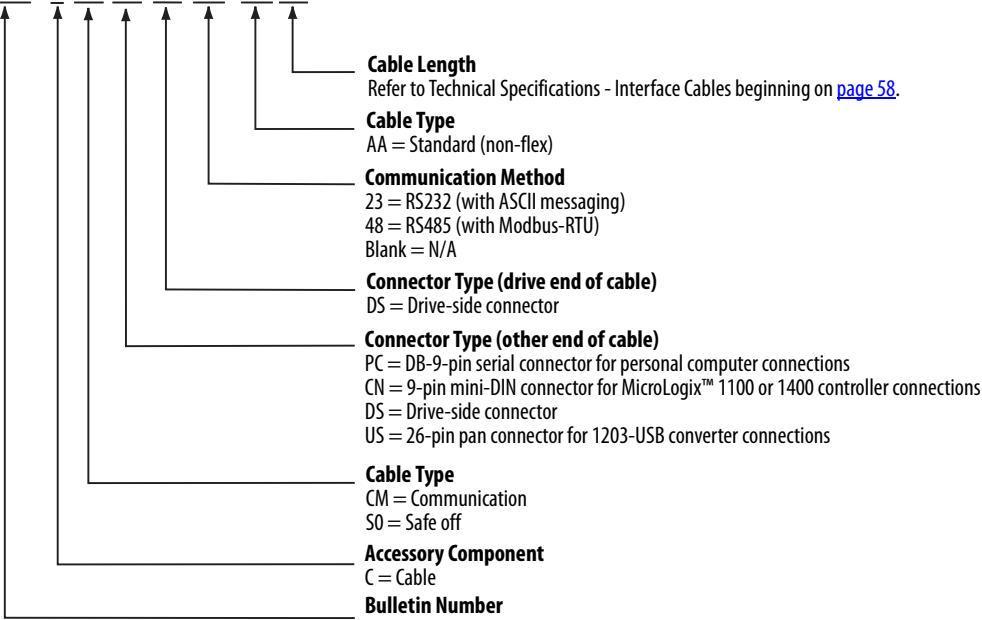 Cable Length
Refer to Technical Specifications - Interface Cables beginning on page 58.
Cable Type
AA = Standard (non-flex)
Communication Method
23 = RS232 (with ASCII messaging)
48 = RS485 (with Modbus-RTU)
Blank = N/A
Connector Type (drive end of cable)
DS = Drive-side connector
Connector Type (other end of cable)
PC = DB-9-pin serial connector for personal computer connections
CN = 9-pin mini-DIN connector for MicroLogix™ 1100 or 1400 controller connections
DS = Drive-side connector
US = 26-pin pan connector for 1203-USB converter connections
Cable Type
CM = Communication
S0 = Safe off
Accessory Component
C = Cable
Bulletin Number